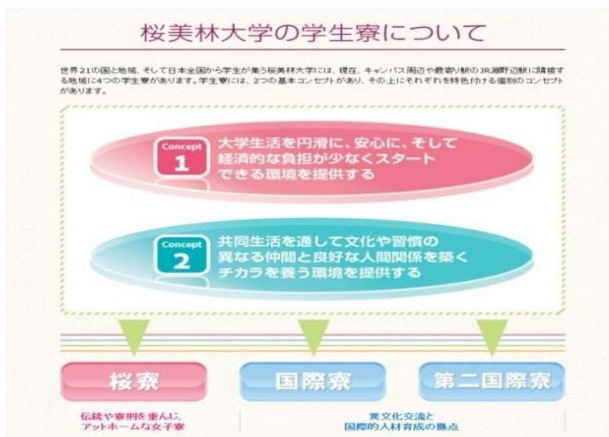 桜美林大学の学生寮について
世界21の国と地域、そして日本全国から学生が集う桜美林大学には、現在、キャンパス周辺や最寄り駅のJR淵野辺駅に隣接す
る地域に4つの学生寮があります。学生寮には、2つの基本コンセプトがあり、その上にそれぞれを特色付ける個別のコンセプト
があります。
Concept
1
大学生活を円滑に、安心に、そして
経済的な負担が少なくスタート
できる環境を提供する
Concept
2
共同生活を通して文化や習慣の
異なる仲間と良好な人間関係を築く
チカラを養う環境を提供する
桜寮
国際寮
第二国際寮
伝統や寮則を重んじ、
アットホームな女子寮
異文化交流と
国際的人材育成の拠点